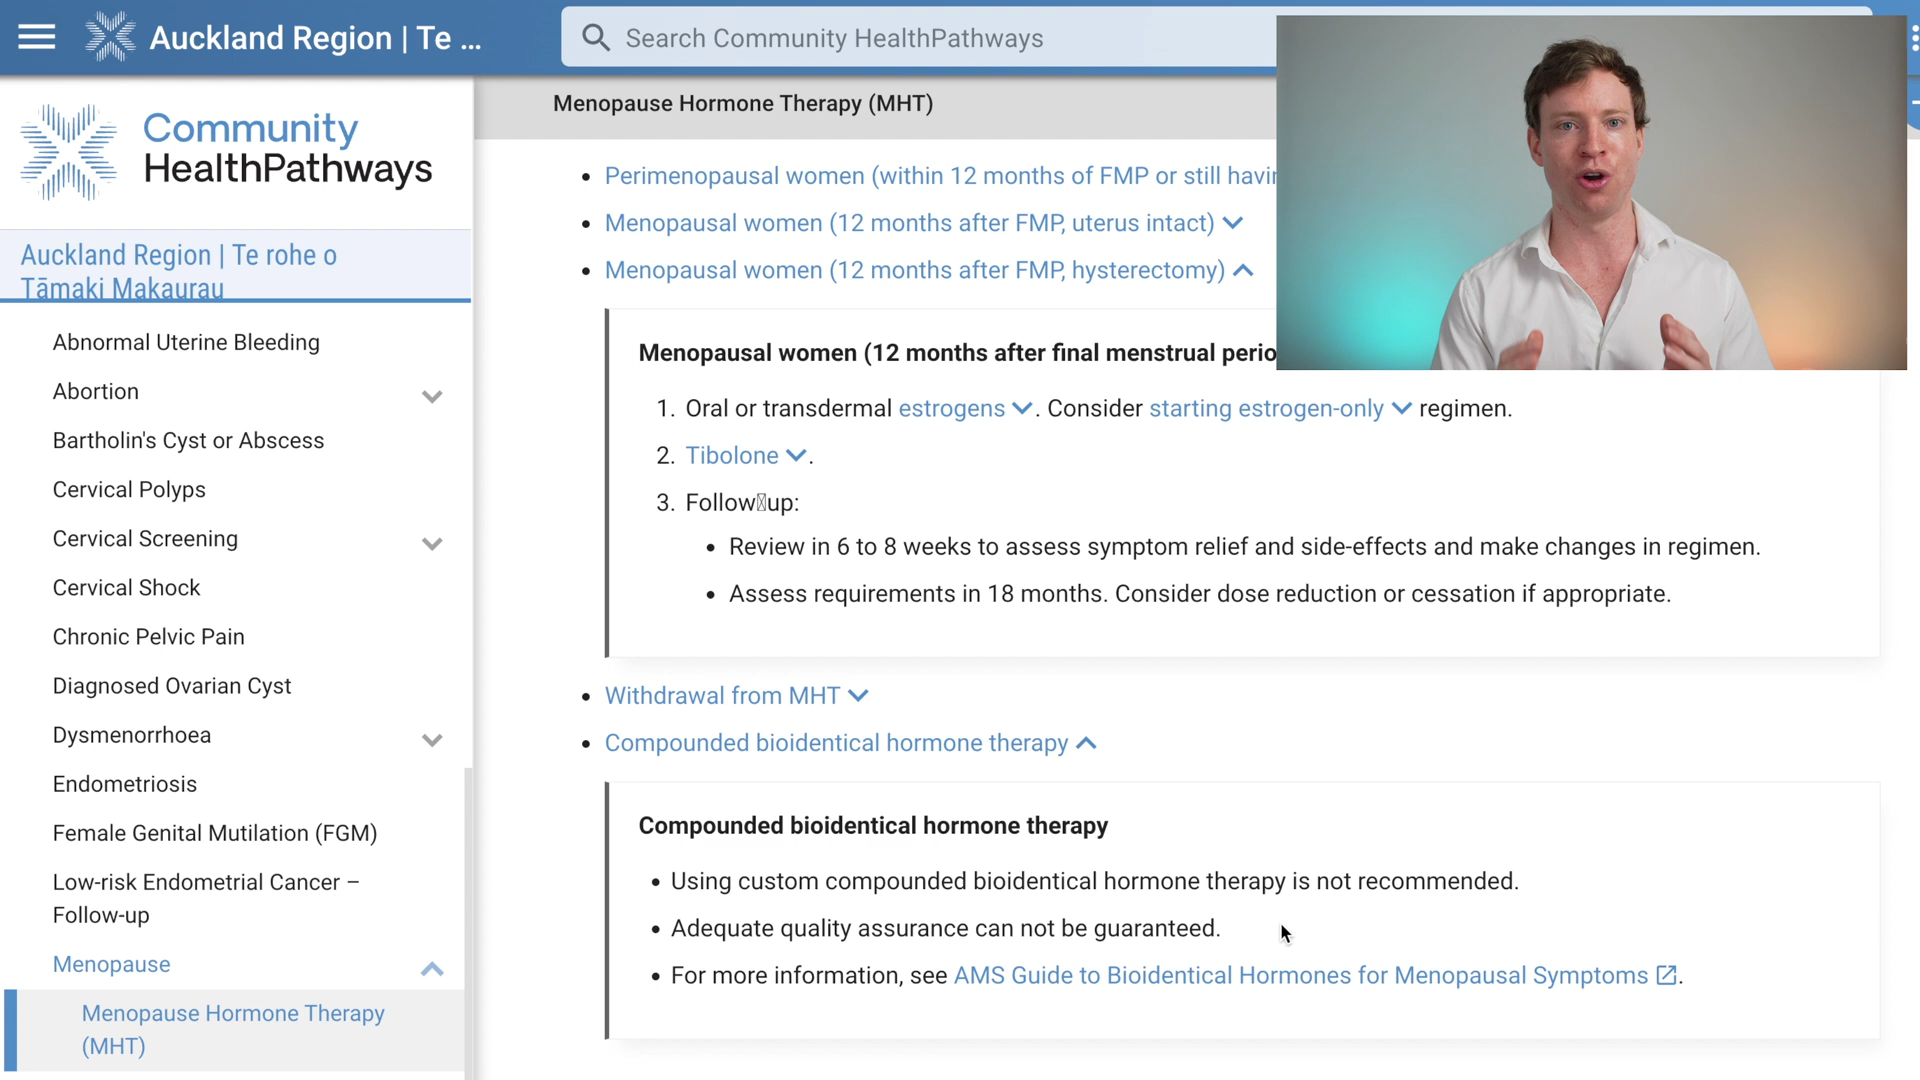 Auckland Region | Te ...
Search Community HealthPathways
Community
HealthPathways
Auckland Region | Te rohe o
Tāmaki Makaurau
Abnormal Uterine Bleeding
Abortion
Bartholin's Cyst or Abscess
Cervical Polyps
Cervical Screening
Cervical Shock
Chronic Pelvic Pain
Diagnosed Ovarian Cyst
Dysmenorrhoea
Endometriosis
Female Genital Mutilation (FGM)
Low-risk Endometrial Cancer –
Follow-up
Menopause
Menopause Hormone Therapy
(MHT)
Menopause Hormone Therapy (MHT)
Perimenopausal women (within 12 months of FMP or still
Menopausal women (12 months after FMP, uterus intact)
Menopausal women (12 months after FMP, hysterectomy)
Menopausal women (12 months after final menstrual
1. Oral or transdermal estrogens. Consider starting estrogen-only regimen.
2. Tibolone.
3. Follow▯up:
• Review in 6 to 8 weeks to assess symptom relief and side-effects and make changes in regimen.
• Assess requirements in 18 months. Consider dose reduction or cessation if appropriate.
Withdrawal from MHT
Compounded bioidentical hormone therapy
Compounded bioidentical hormone therapy
• Using custom compounded bioidentical hormone therapy is not recommended.
• Adequate quality assurance can not be guaranteed.
• For more information, see AMS Guide to Bioidentical Hormones for Menopausal Symptoms.